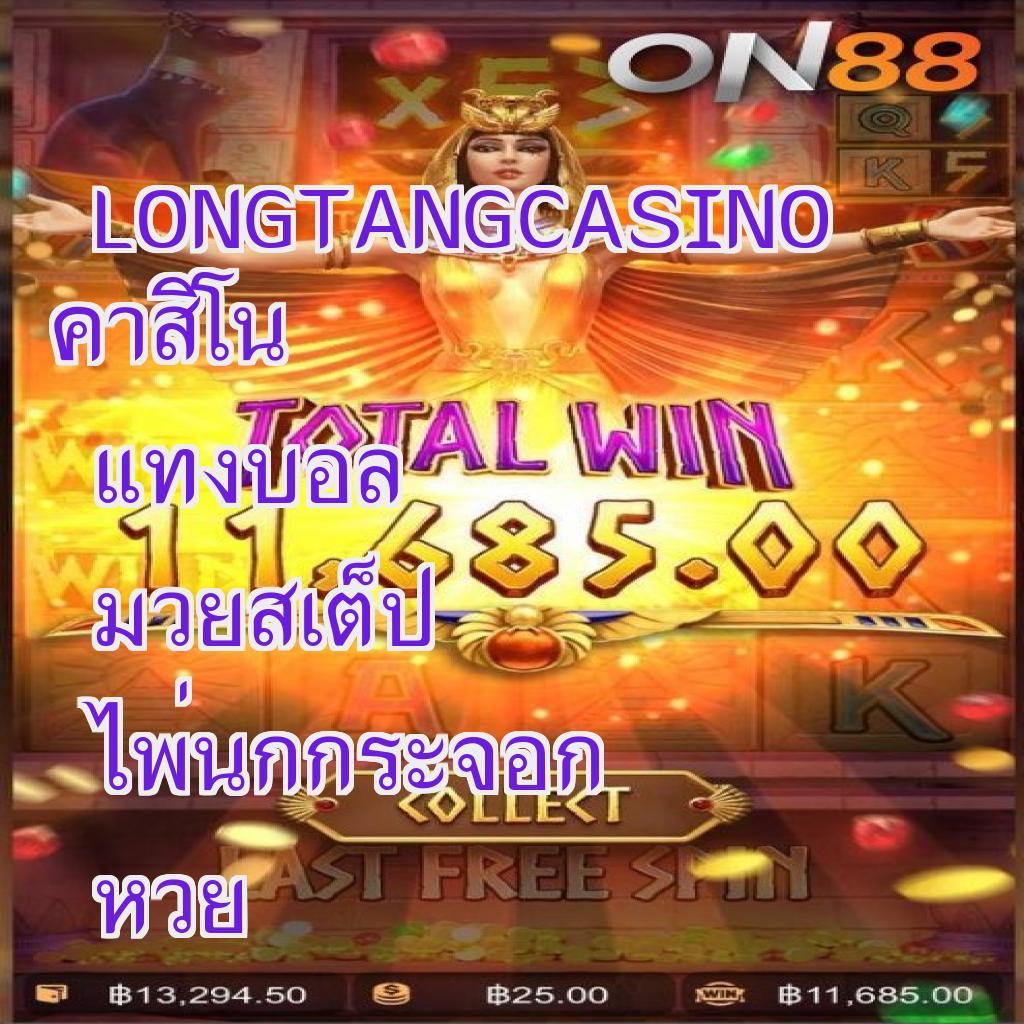 ON88
x53
Q
K
LONGTANGCASINO
คาสิโน
TOTAL WIN
แทงบอล
11,685.00
มวยสเต็ป
A
K
ไพ่นกกระจอก
COLLECT
LAST FREE SPIN
หวย
฿13,294.50 ฿25.00 WIN ฿11,685.00